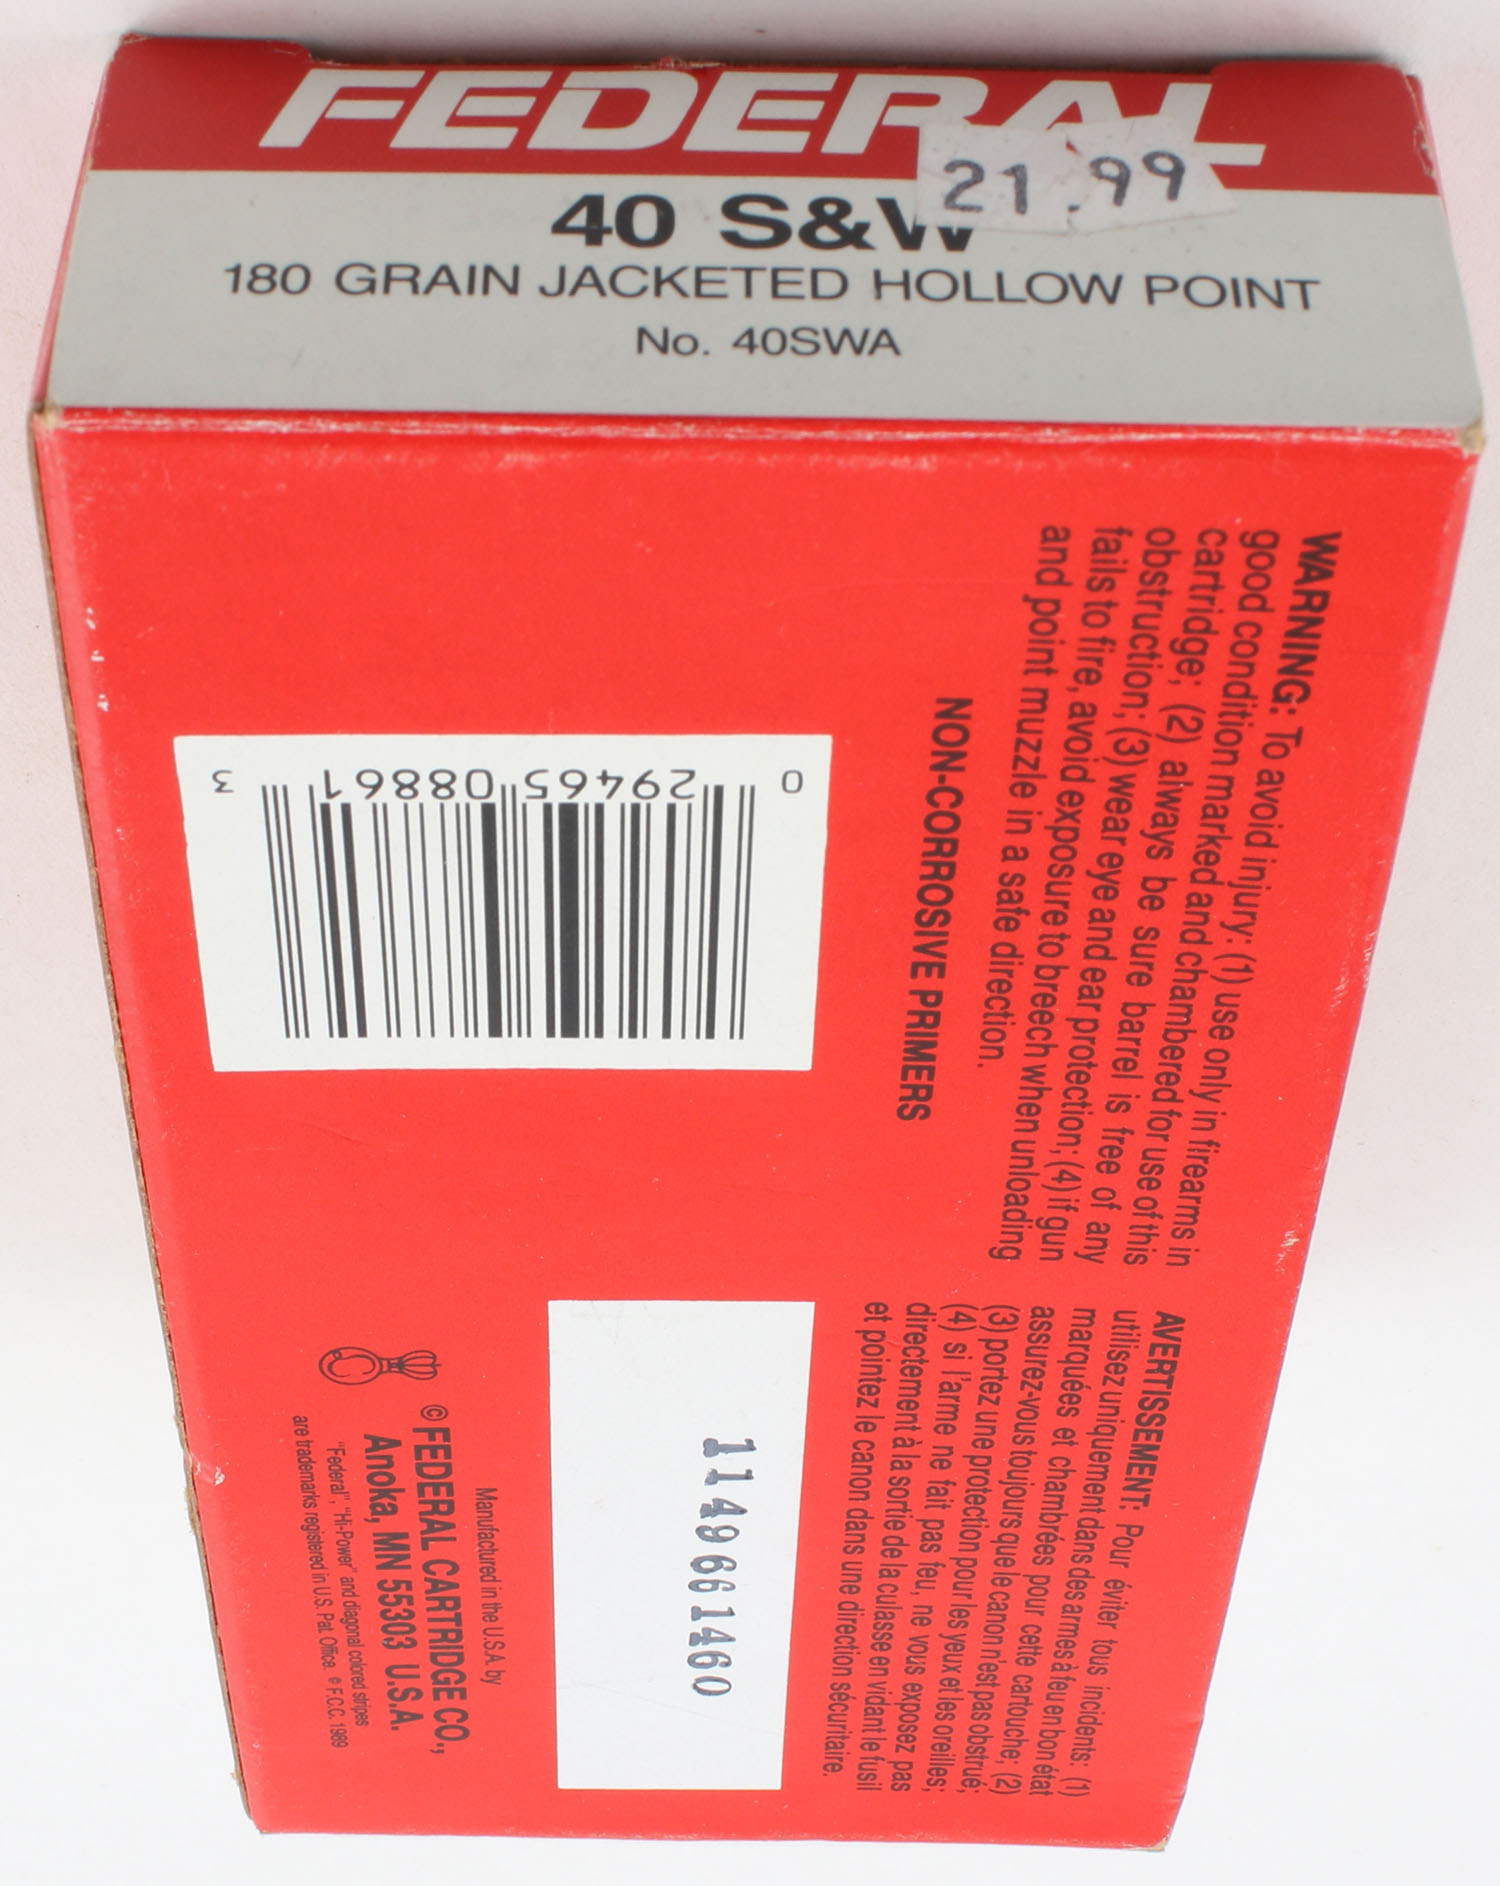 FEDERAL
21.99
40 S&W
180 GRAIN JACKETED HOLLOW POINT
No. 40SWA
WARNING: To avoid injury: (1) use only in firearms in
good condition marked and chambered for use of this
cartridge; (2) always be sure barrel is free of any
obstruction; (3) wear eye and ear protection; (4) if gun
fails to fire, avoid exposure to breech when unloading
and point muzzle in a safe direction.
NON-CORROSIVE PRIMERS
0 29465 08861 3
AVERTISSEMENT: Pour éviter tous incidents: (1)
utilisez uniquement dans des armes à feu en bon état
marquées et chambrées pour cette cartouche; (2)
assurez-vous toujours que le canon n'est pas obstrué;
(3) portez une protection pour les yeux et les oreilles;
(4) si l'arme ne fait pas feu, ne vous exposez pas
directement à la sortie de la culasse en vidant le fusil
et pointez le canon dans une direction sécuritaire.
1149661460
Manufactured in the U.S.A. by
© FEDERAL CARTRIDGE CO.,
Anoka, MN 55303 U.S.A.
"Federal", "Hi-Power" and diagonal colored stripes
are trademarks registered in U.S. Pat. Office. © F.C.C. 1989